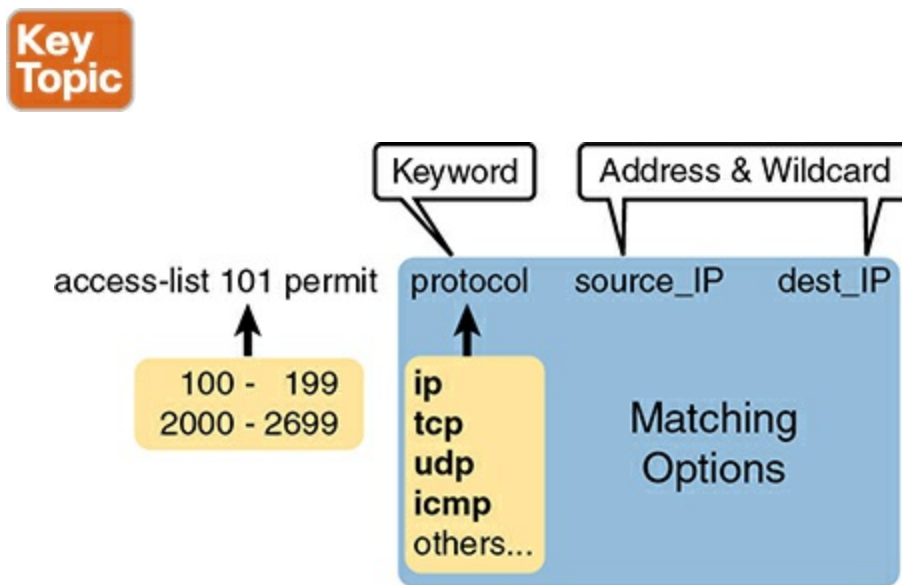 Key
Topic
Keyword
Address & Wildcard
access-list 101 permit protocol source_IP dest_IP
100 - 199
2000 - 2699
ip
tcp
udp
icmp
others...
Matching
Options